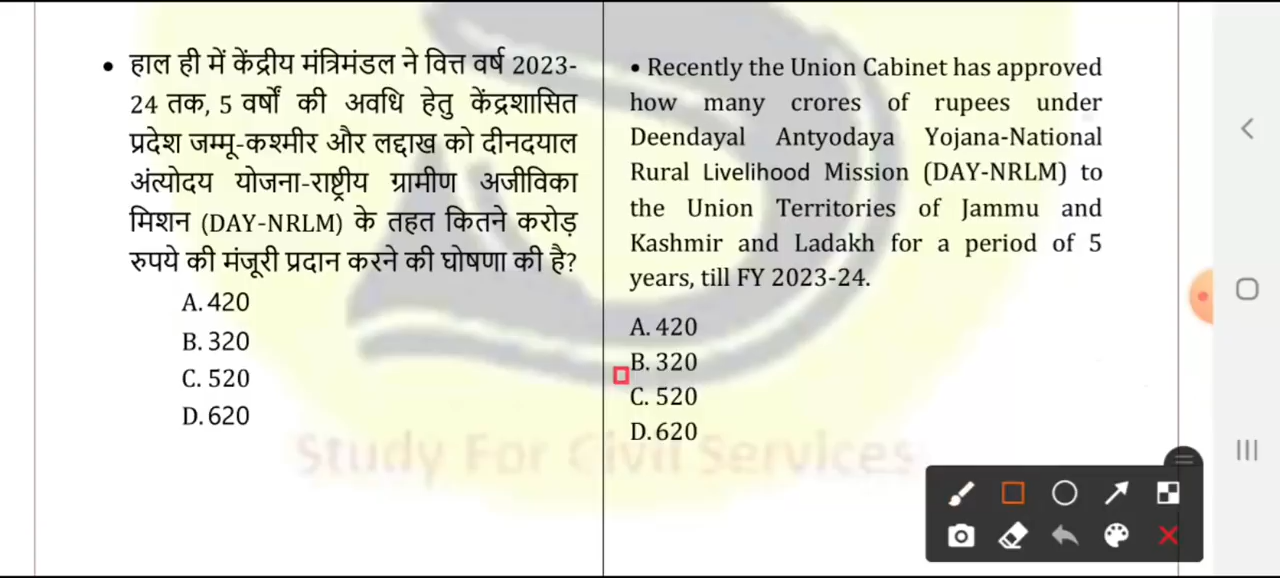 • हाल ही में केंद्रीय मंत्रिमंडल ने वित्त वर्ष 2023-
24 तक, 5 वर्षों की अवधि हेतु केंद्रशासित
प्रदेश जम्मू-कश्मीर और लद्दाख को दीनदयाल
अंत्योदय योजना-राष्ट्रीय ग्रामीण अजीविका
मिशन (DAY-NRLM) के तहत कितने करोड़
रुपये की मंजूरी प्रदान करने की घोषणा की है?
A. 420
B. 320
C. 520
D. 620
• Recently the Union Cabinet has approved
how many crores of rupees under
Deendayal Antyodaya Yojana-National
Rural Livelihood Mission (DAY-NRLM) to
the Union Territories of Jammu and
Kashmir and Ladakh for a period of 5
years, till FY 2023-24.
A. 420
B. 320
C. 520
D. 620
Study For Civil Services